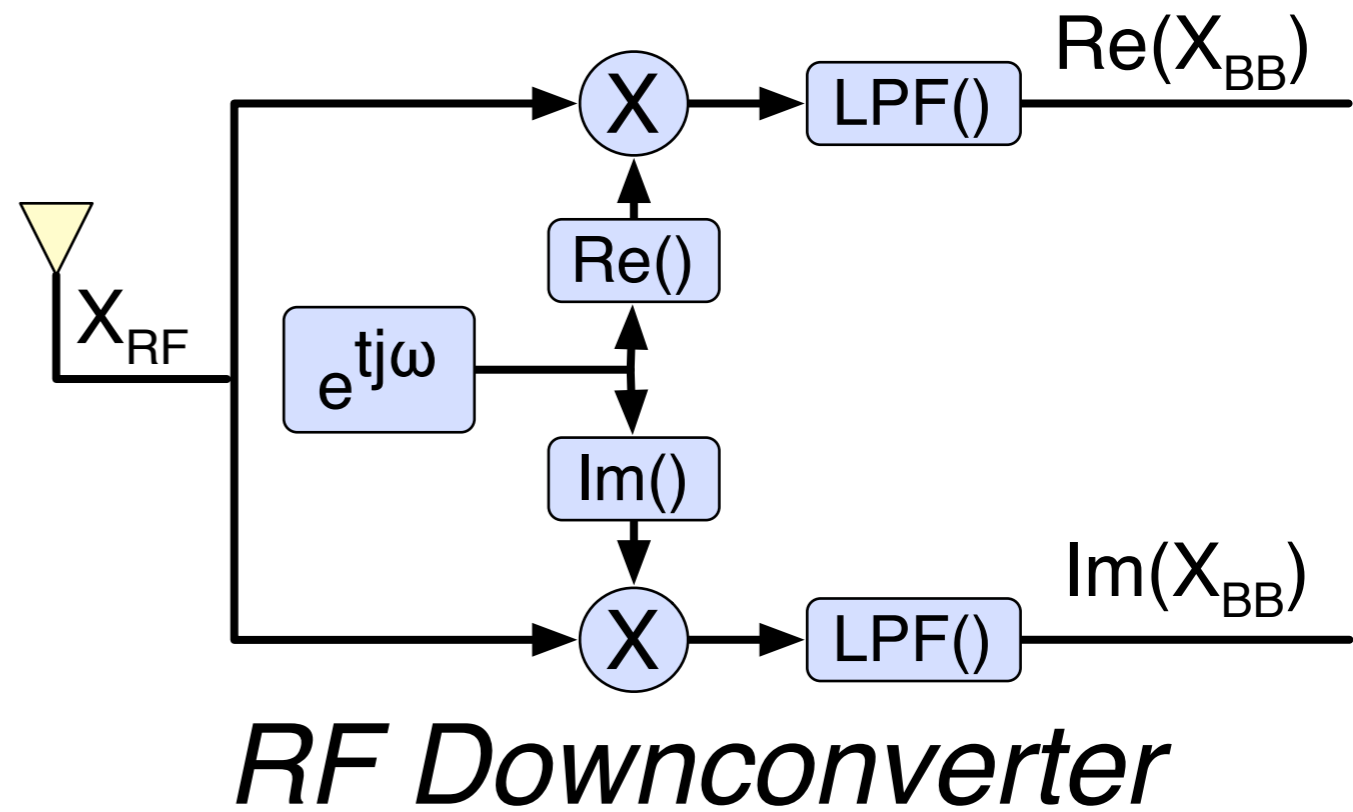 Re(X_BB)
X
LPF()
Re()
X_RF
e^tjω
Im()
Im(X_BB)
X
LPF()
RF Downconverter